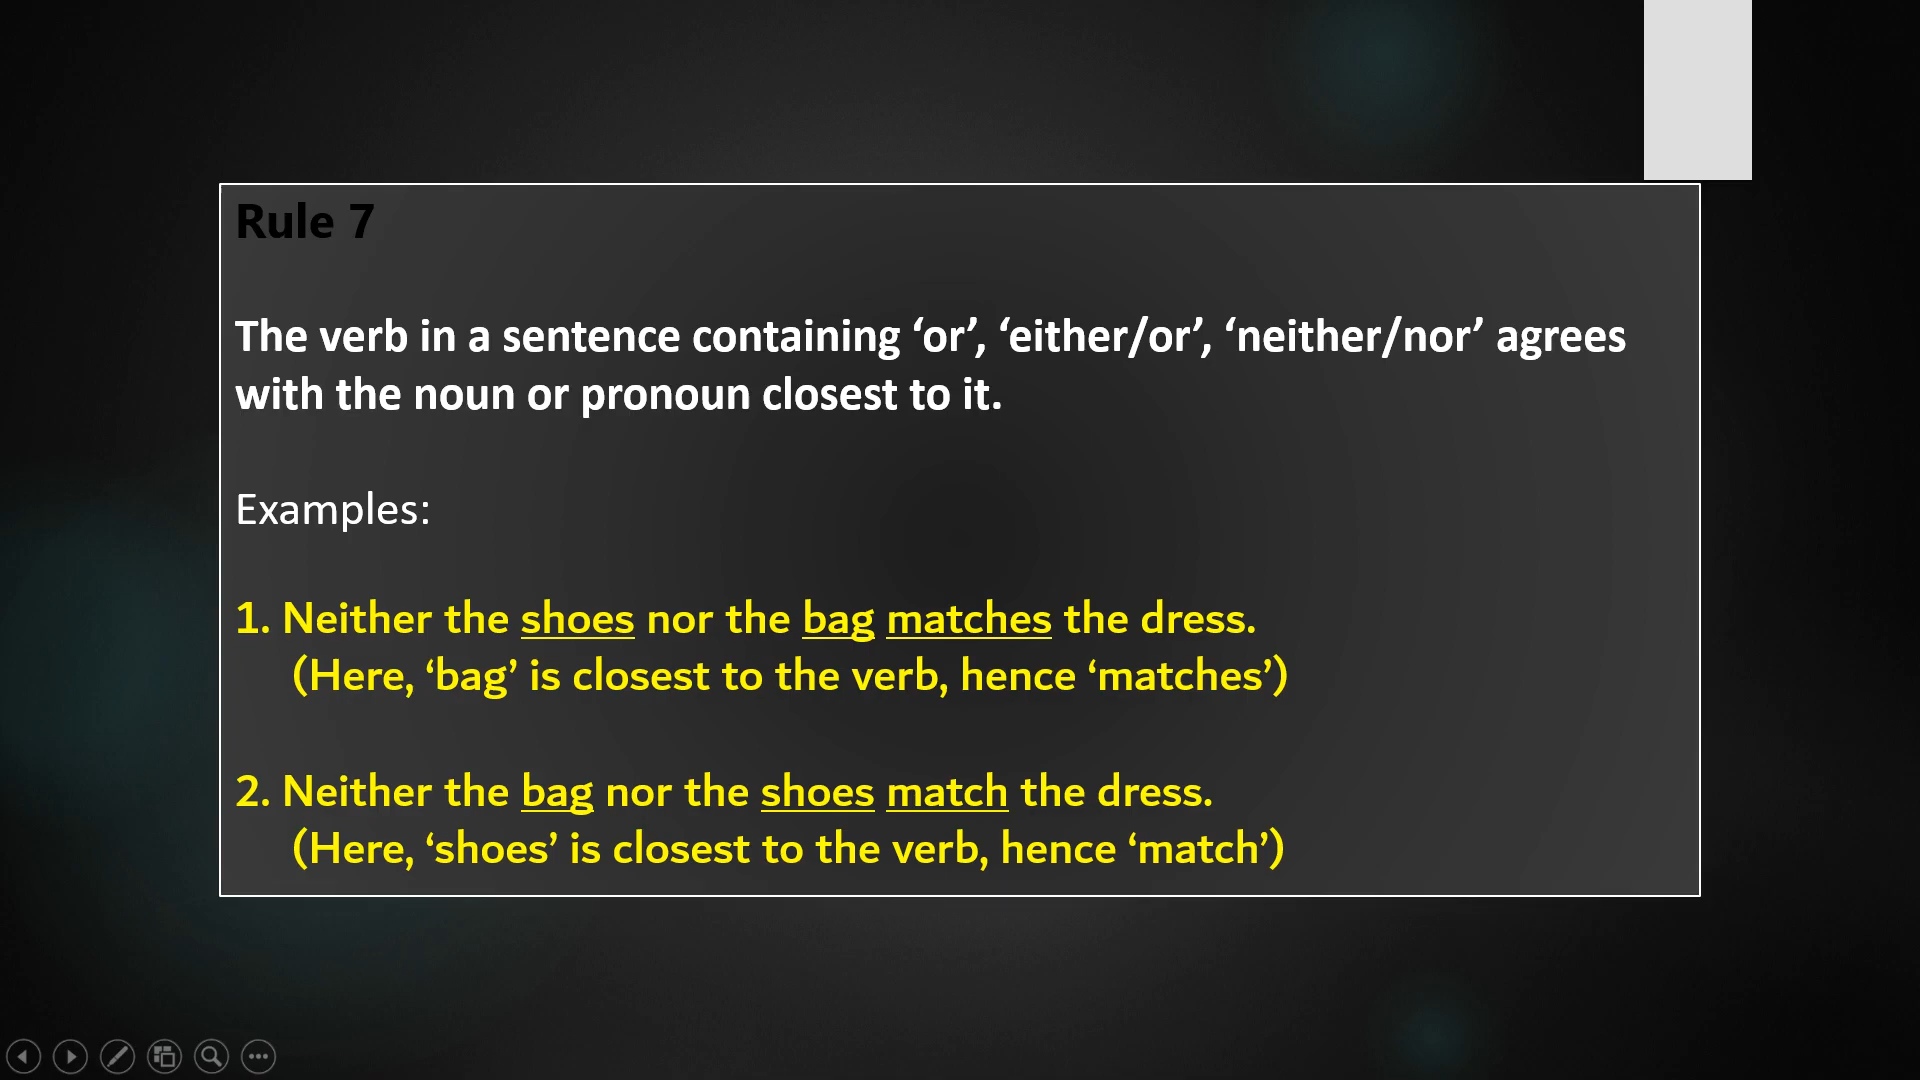 Rule 7
The verb in a sentence containing ‘or’, ‘either/or’, ‘neither/nor’ agrees
with the noun or pronoun closest to it.
Examples:
1. Neither the shoes nor the bag matches the dress.
(Here, ‘bag’ is closest to the verb, hence ‘matches’)
2. Neither the bag nor the shoes match the dress.
(Here, ‘shoes’ is closest to the verb, hence ‘match’)